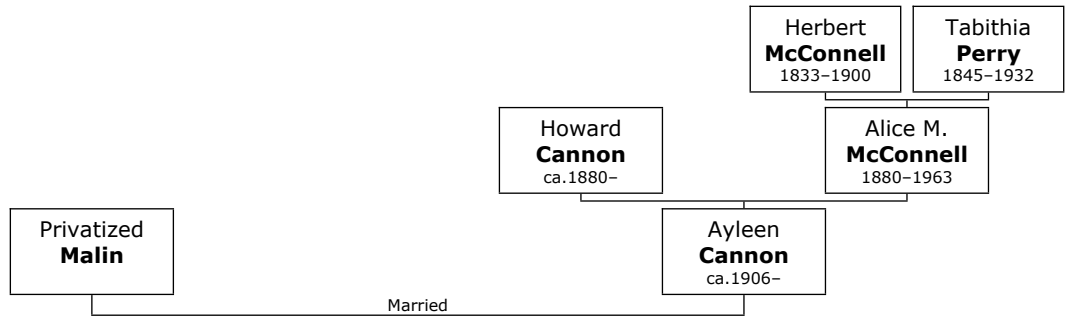 Herbert
McConnell
1833–1900
Tabithia
Perry
1845–1932
Howard
Cannon
ca.1880–
Alice M.
McConnell
1880–1963
Privatized
Malin
Ayleen
Cannon
ca.1906–
Married